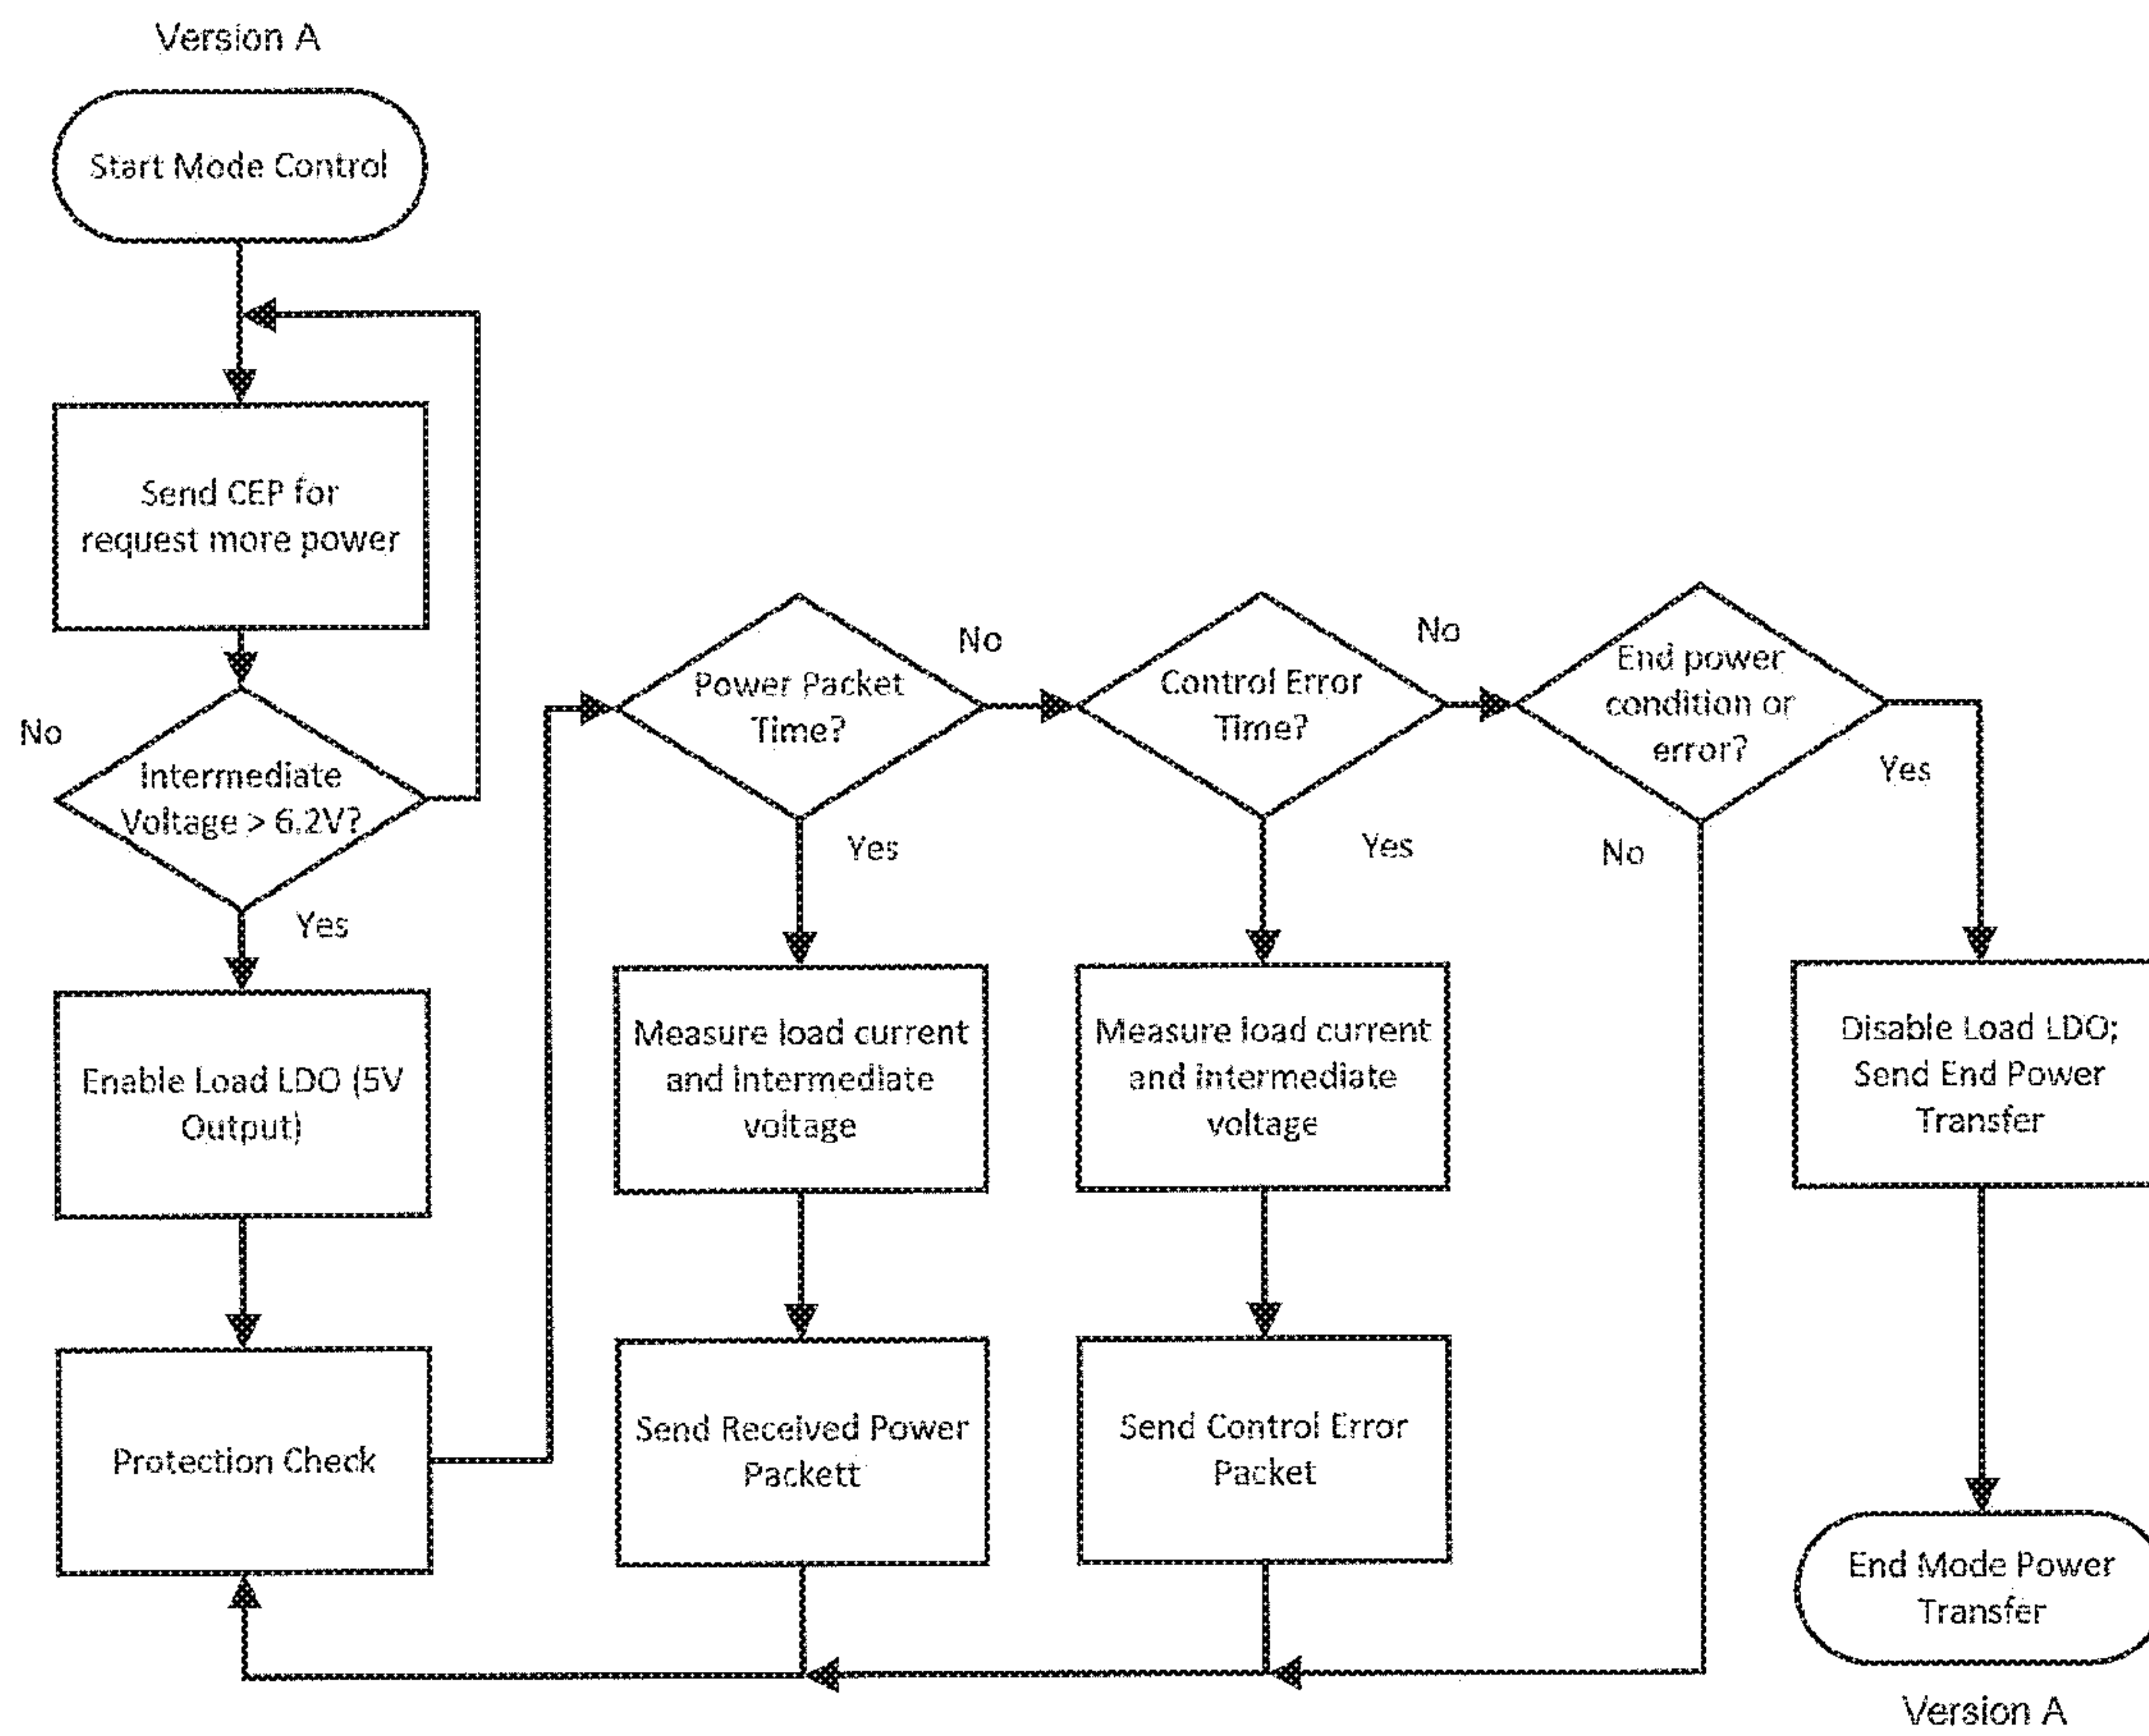 Version A
Start Mode Control
Send CEP for
request more power
No
Intermediate
Voltage > 6.2V?
Yes
Enable Load LDO (5V
Output)
Protection Check
Power Packet
Time?
No
Yes
Measure load current
and intermediate
voltage
Send Received Power
Packett
Control Error
Time?
No
Yes
Measure load current
and intermediate
voltage
Send Control Error
Packet
End power
condition or
error?
No
Yes
Disable Load LDO;
Send End Power
Transfer
End Mode Power
Transfer
Version A